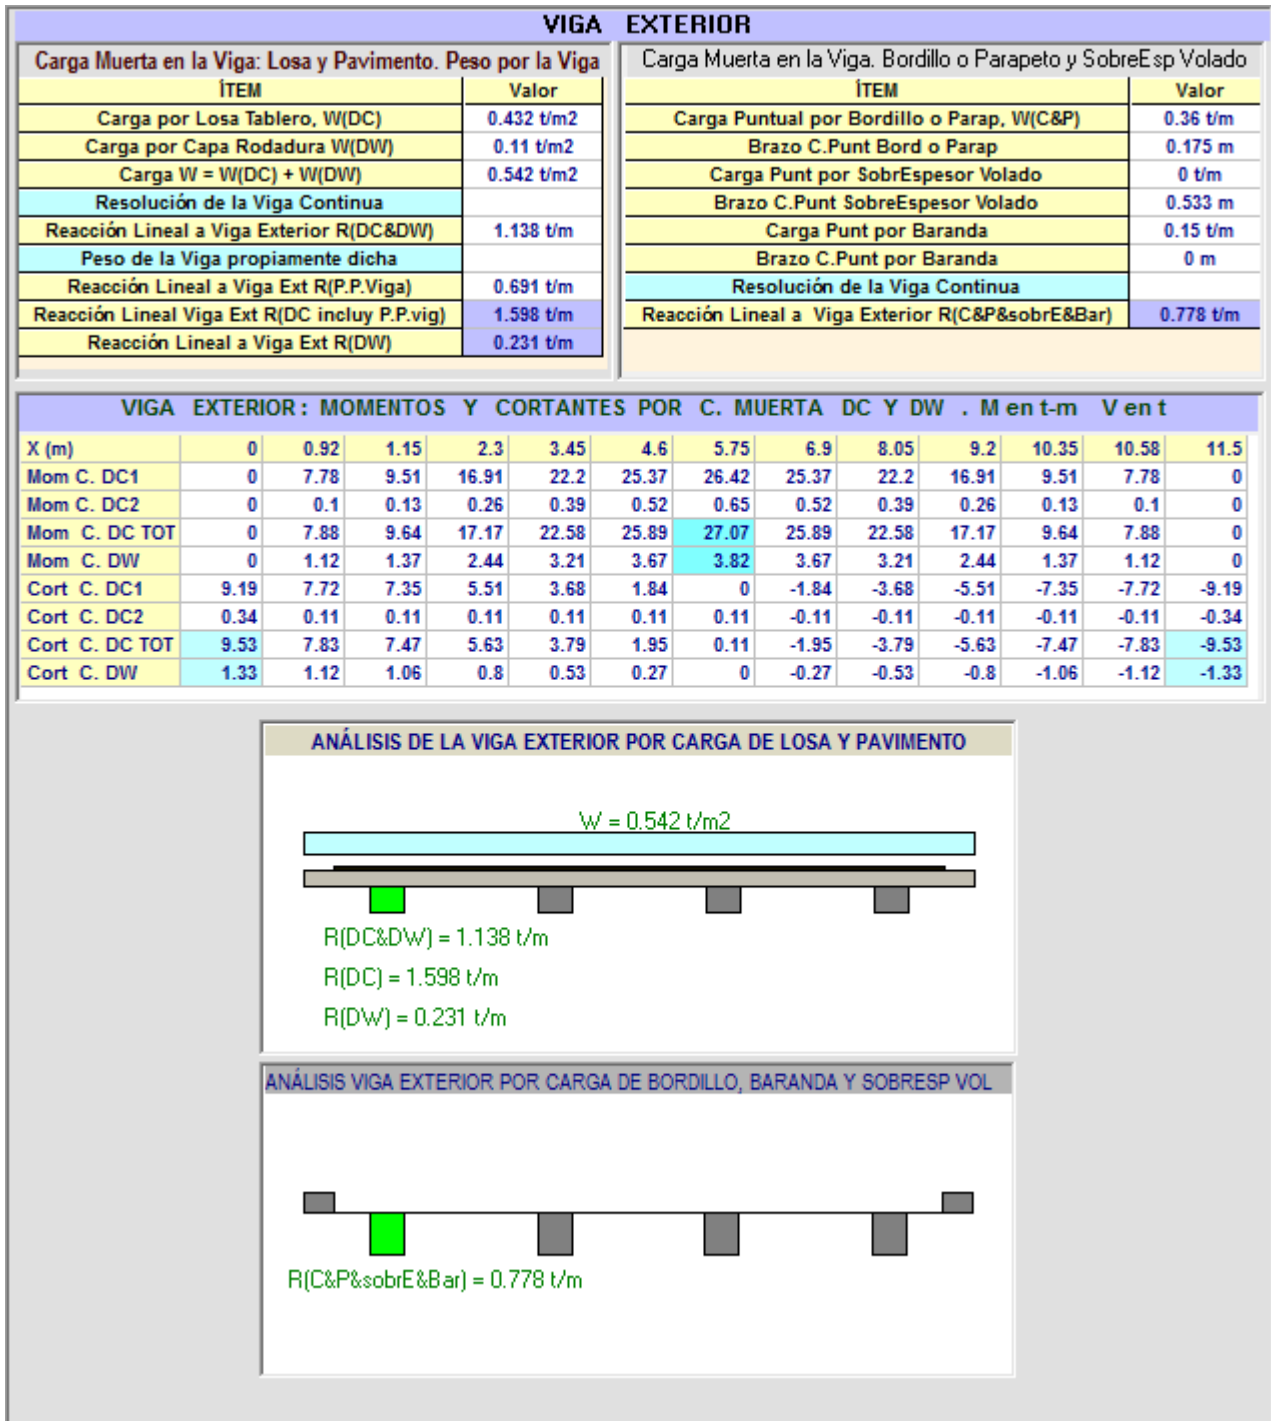 VIGA EXTERIOR
Carga Muerta en la Viga: Losa y Pavimento. Peso por la Viga
ÍTEM Valor
Carga por Losa Tablero, W(DC) 0.432 t/m2
Carga por Capa Rodadura W(DW) 0.11 t/m2
Carga W = W(DC) + W(DW) 0.542 t/m2
Resolución de la Viga Continua
Reacción Lineal a Viga Exterior R(DC&DW) 1.138 t/m
Peso de la Viga propiamente dicha
Reacción Lineal a Viga Ext R(P.P.Viga) 0.691 t/m
Reacción Lineal Viga Ext R(DC incluy P.P.vig) 1.598 t/m
Reacción Lineal a Viga Ext R(DW) 0.231 t/m
Carga Muerta en la Viga. Bordillo o Parapeto y SobreEsp Volado
ÍTEM Valor
Carga Puntual por Bordillo o Parap, W(C&P) 0.36 t/m
Brazo C.Punt Bord o Parap 0.175 m
Carga Punt por SobrEspesor Volado 0 t/m
Brazo C.Punt SobreEspesor Volado 0.533 m
Carga Punt por Baranda 0.15 t/m
Brazo C.Punt por Baranda 0 m
Resolución de la Viga Continua
Reacción Lineal a Viga Exterior R(C&P&sobrE&Bar) 0.778 t/m
VIGA EXTERIOR: MOMENTOS Y CORTANTES POR C. MUERTA DC Y DW . M en t-m V en t
X (m) 0 0.92 1.15 2.3 3.45 4.6 5.75 6.9 8.05 9.2 10.35 10.58 11.5
Mom C. DC1 0 7.78 9.51 16.91 22.2 25.37 26.42 25.37 22.2 16.91 9.51 7.78 0
Mom C. DC2 0 0.1 0.13 0.26 0.39 0.52 0.65 0.52 0.39 0.26 0.13 0.1 0
Mom C. DC TOT 0 7.88 9.64 17.17 22.58 25.89 27.07 25.89 22.58 17.17 9.64 7.88 0
Mom C. DW 0 1.12 1.37 2.44 3.21 3.67 3.82 3.67 3.21 2.44 1.37 1.12 0
Cort C. DC1 9.19 7.72 7.35 5.51 3.68 1.84 0 -1.84 -3.68 -5.51 -7.35 -7.72 -9.19
Cort C. DC2 0.34 0.11 0.11 0.11 0.11 0.11 0.11 -0.11 -0.11 -0.11 -0.11 -0.11 -0.34
Cort C. DC TOT 9.53 7.83 7.47 5.63 3.79 1.95 0.11 -1.95 -3.79 -5.63 -7.47 -7.83 -9.53
Cort C. DW 1.33 1.12 1.06 0.8 0.53 0.27 0 -0.27 -0.53 -0.8 -1.06 -1.12 -1.33
ANÁLISIS DE LA VIGA EXTERIOR POR CARGA DE LOSA Y PAVIMENTO
W = 0.542 t/m2
R(DC&DW) = 1.138 t/m
R(DC) = 1.598 t/m
R(DW) = 0.231 t/m
ANÁLISIS VIGA EXTERIOR POR CARGA DE BORDILLO, BARANDA Y SOBRESP VOL
R(C&P&sobrE&Bar) = 0.778 t/m